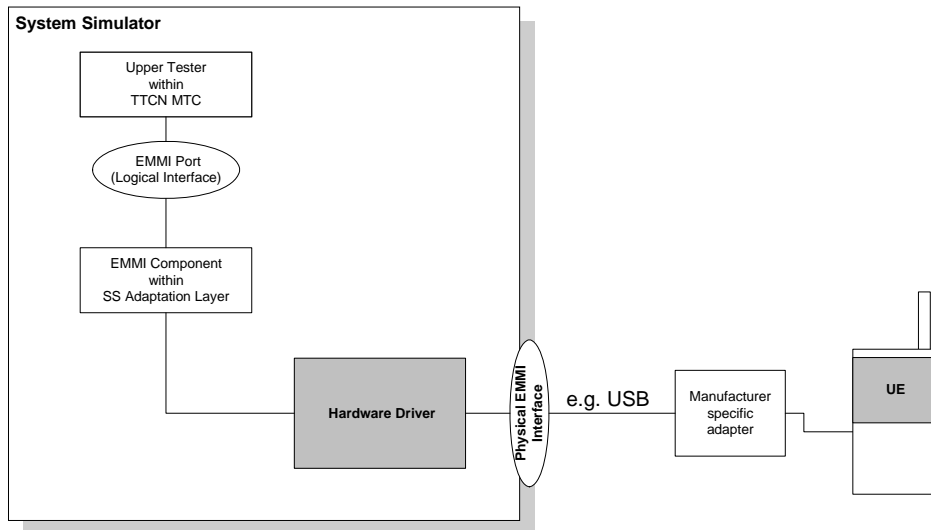 System Simulator
Upper Tester
within
TTCN MTC
EMMI Port
(Logical Interface)
EMMI Component
within
SS Adaptation Layer
Hardware Driver
Physical EMMI
Interface
e.g. USB
Manufacturer
specific
adapter
UE